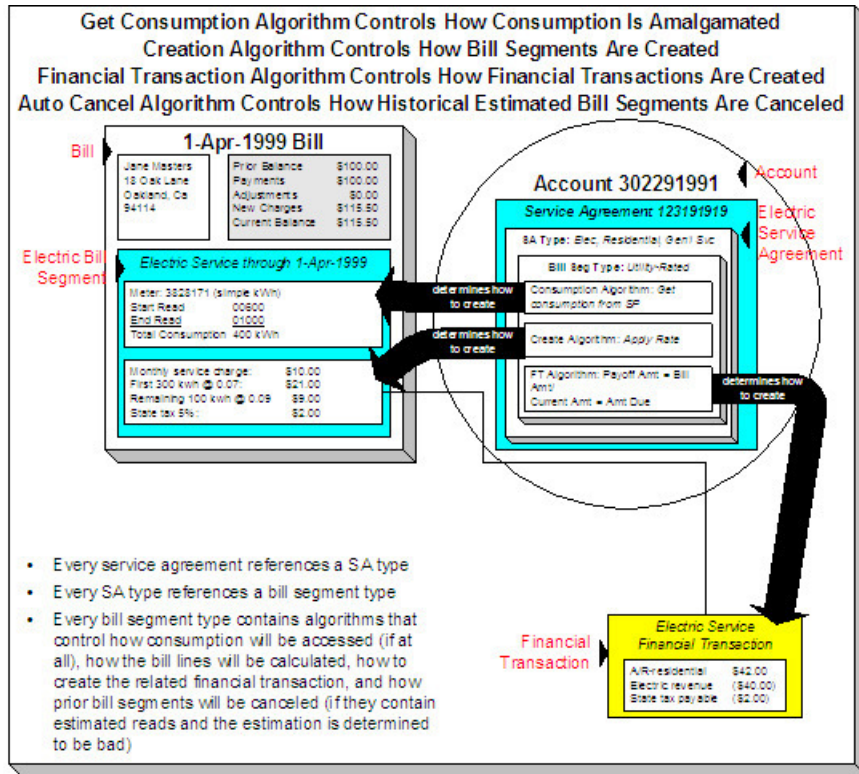 Get Consumption Algorithm Controls How Consumption Is Amalgamated
Creation Algorithm Controls How Bill Segments Are Created
Financial Transaction Algorithm Controls How Financial Transactions Are Created
Auto Cancel Algorithm Controls How Historical Estimated Bill Segments Are Canceled
Bill
1-Apr-1999 Bill
Jane Masters
18 Oak Lane
Oakland, Ca
94114
Prior Balance $100.00
Payments $100.00
Adjustments $0.00
New Charges $115.50
Current Balance $115.50
Electric Bill
Segment
Electric Service through 1-Apr-1999
Meter: 3828171 (simple kWh)
Start Read 00600
End Read 01000
Total Consumption 400 kWh
Monthly service charge: $10.00
First 300 kwh @ 0.07: $21.00
Remaining 100 kwh @ 0.09 $9.00
State tax 5%: $2.00
Account
Account 302291991
Service Agreement 123191919
Electric
Service
Agreement
SA Type: Elec, Residential, Gen'l Svc
Bill Seg Type: Utility-Rated
determines how
to create
Consumption Algorithm: Get
consumption from SP
determines how
to create
Create Algorithm: Apply Rate
FT Algorithm: Payoff Amt = Bill
Amt/
Current Amt = Amt Due
determines how
to create
• Every service agreement references a SA type
• Every SA type references a bill segment type
• Every bill segment type contains algorithms that
control how consumption will be accessed (if at
all), how the bill lines will be calculated, how to
create the related financial transaction, and how
prior bill segments will be canceled (if they contain
estimated reads and the estimation is determined
to be bad)
Financial
Transaction
Electric Service
Financial Transaction
A/R-residential $42.00
Electric revenue ($40.00)
State tax payable ($2.00)